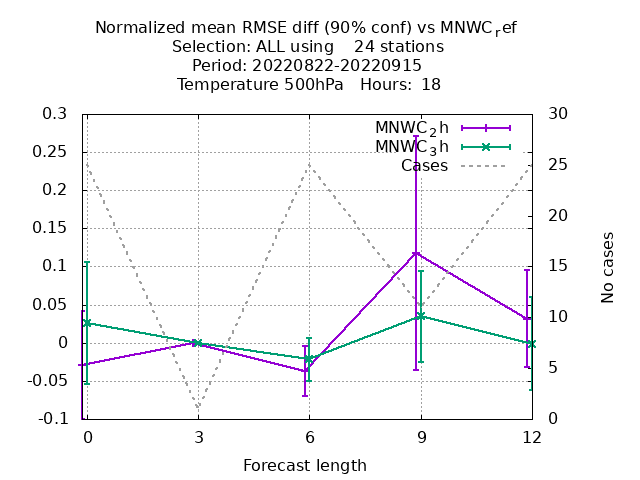 Normalized mean RMSE diff (90% conf) vs MNWC_ref
Selection: ALL using    24 stations
Period: 20220822-20220915
Temperature 500hPa   Hours: 18
0.3
0.25
0.2
0.15
0.1
0.05
0
-0.05
-0.1
30
25
20
15
10
5
0
MNWC_2h
MNWC_3h
Cases
No cases
0 3 6 9 12
Forecast length